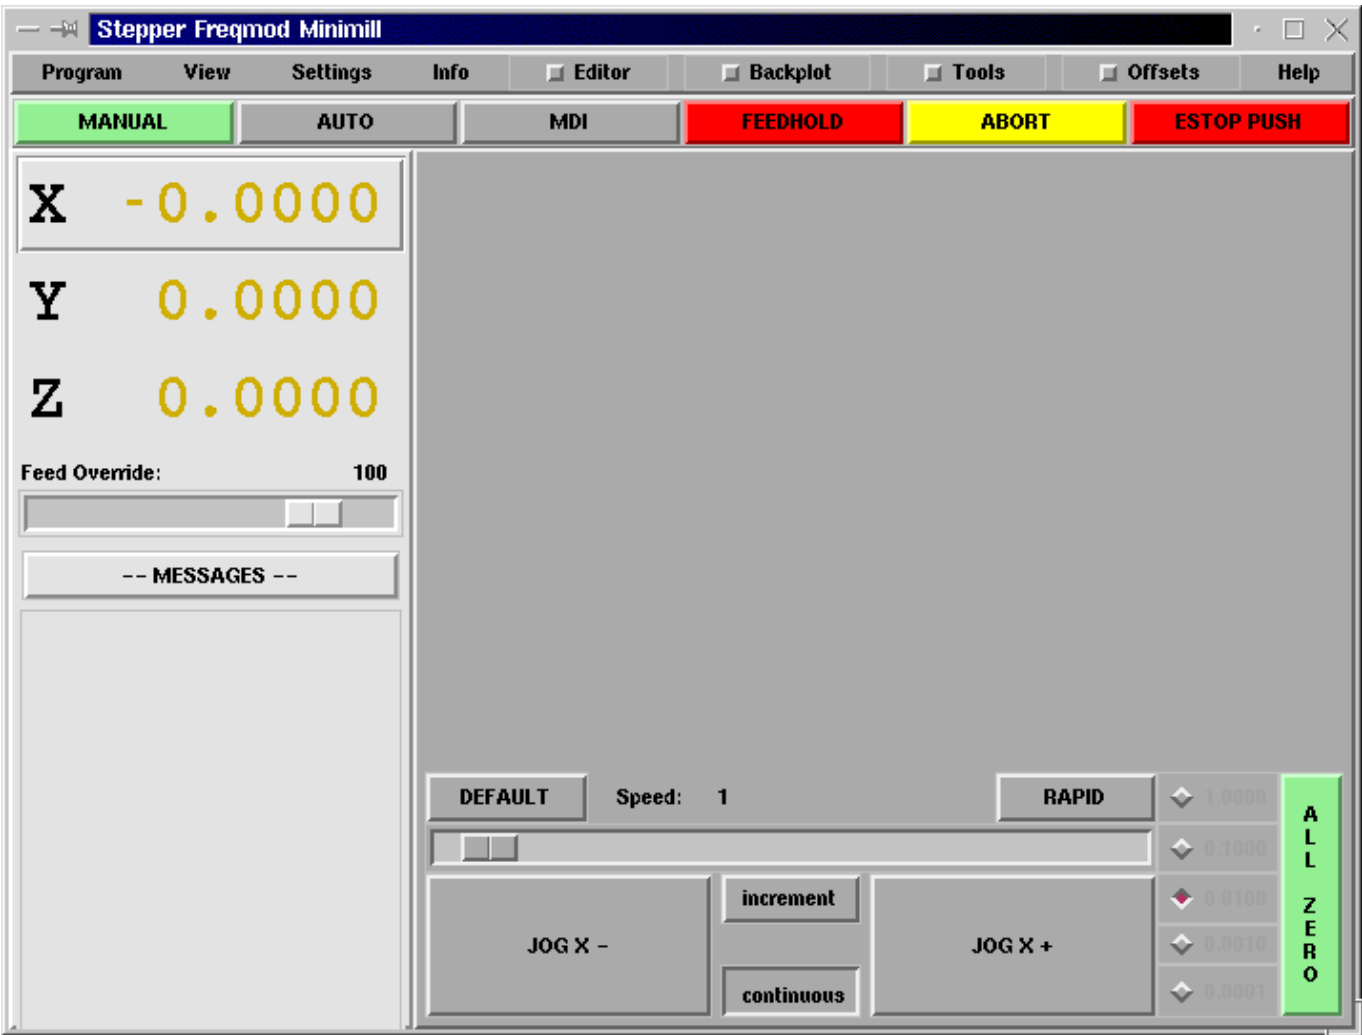 Stepper Freqmod Minimill
Program View Settings Info Editor Backplot Tools Offsets Help
MANUAL AUTO MDI FEEDHOLD ABORT ESTOP PUSH
X -0.0000
Y 0.0000
Z 0.0000
Feed Override: 100
-- MESSAGES --
DEFAULT Speed: 1 RAPID 1.0000
0.1000
increment 0.0100
JOG X - JOG X + 0.0010
continuous 0.0001
ALL ZERO